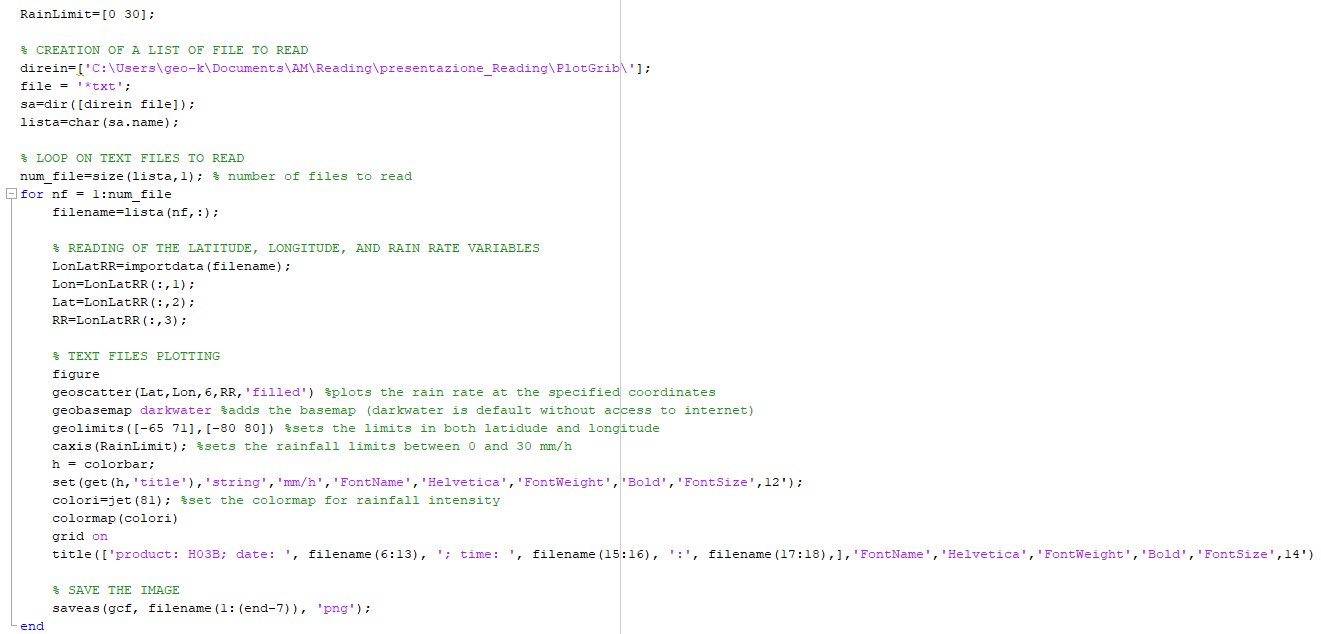 RainLimit=[0 30];
% CREATION OF A LIST OF FILE TO READ
direin=['C:\Users\geo-k\Documents\AM\Reading\presentazione_Reading\PlotGrib\'];
file = '*txt';
sa=dir([direin file]);
lista=char(sa.name);
% LOOP ON TEXT FILES TO READ
num_file=size(lista,1); % number of files to read
for nf = 1:num_file
filename=lista(nf,:);
% READING OF THE LATITUDE, LONGITUDE, AND RAIN RATE VARIABLES
LonLatRR=importdata(filename);
Lon=LonLatRR(:,1);
Lat=LonLatRR(:,2);
RR=LonLatRR(:,3);
% TEXT FILES PLOTTING
figure
geoscatter(Lat,Lon,6,RR,'filled') %plots the rain rate at the specified coordinates
geobasemap darkwater %adds the basemap (darkwater is default without access to internet)
geolimits([-65 71],[-80 80]) %sets the limits in both latidude and longitude
caxis(RainLimit); %sets the rainfall limits between 0 and 30 mm/h
h = colorbar;
set(get(h,'title'),'string','mm/h','FontName','Helvetica','FontWeight','Bold','FontSize',12');
colori=jet(81); %set the colormap for rainfall intensity
colormap(colori)
grid on
title(['product: H03B; date: ', filename(6:13), '; time: ', filename(15:16), ':', filename(17:18),],'FontName','Helvetica','FontWeight','Bold','FontSize',14')
% SAVE THE IMAGE
saveas(gcf, filename(1:(end-7)), 'png');
end